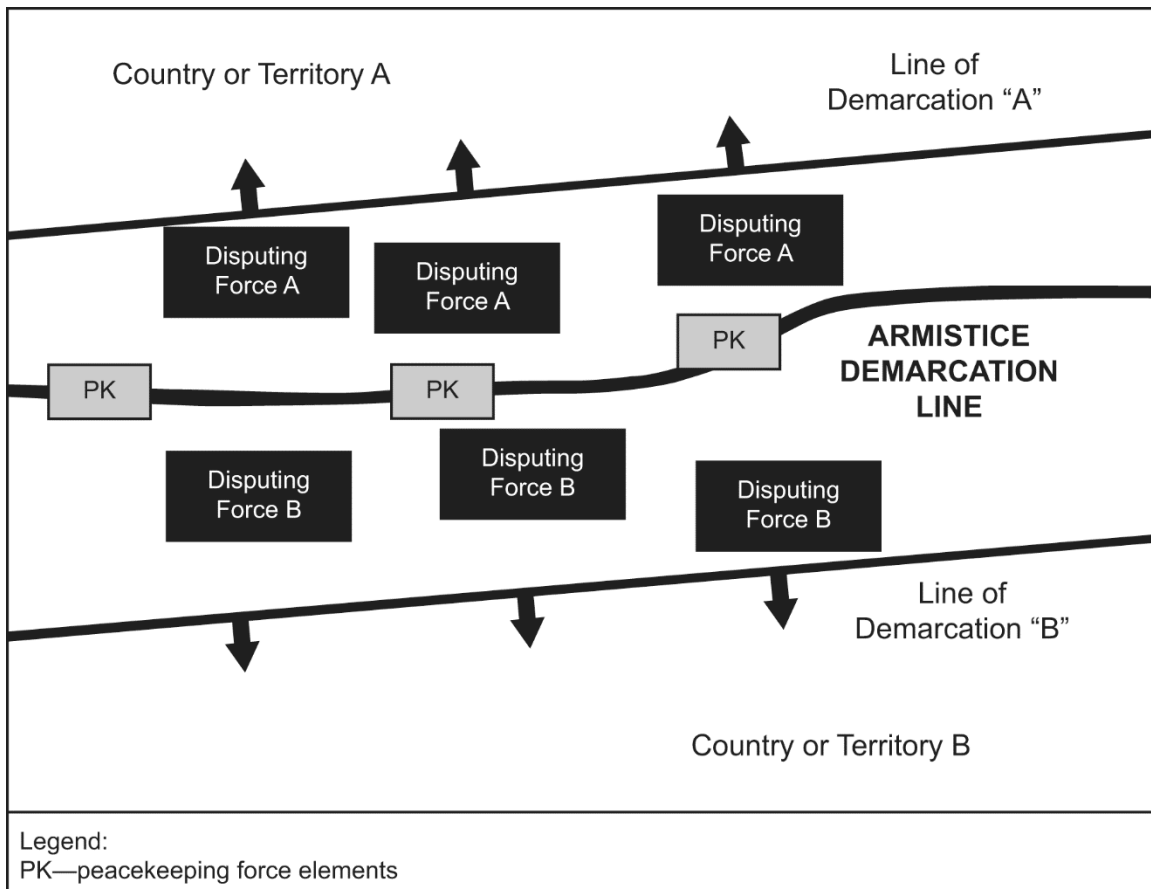 Country or Territory A
Line of
Demarcation “A”
Disputing
Force A
Disputing
Force A
Disputing
Force A
PK
PK
PK
ARMISTICE
DEMARCATION
LINE
Disputing
Force B
Disputing
Force B
Disputing
Force B
Line of
Demarcation “B”
Country or Territory B
Legend:
PK—peacekeeping force elements